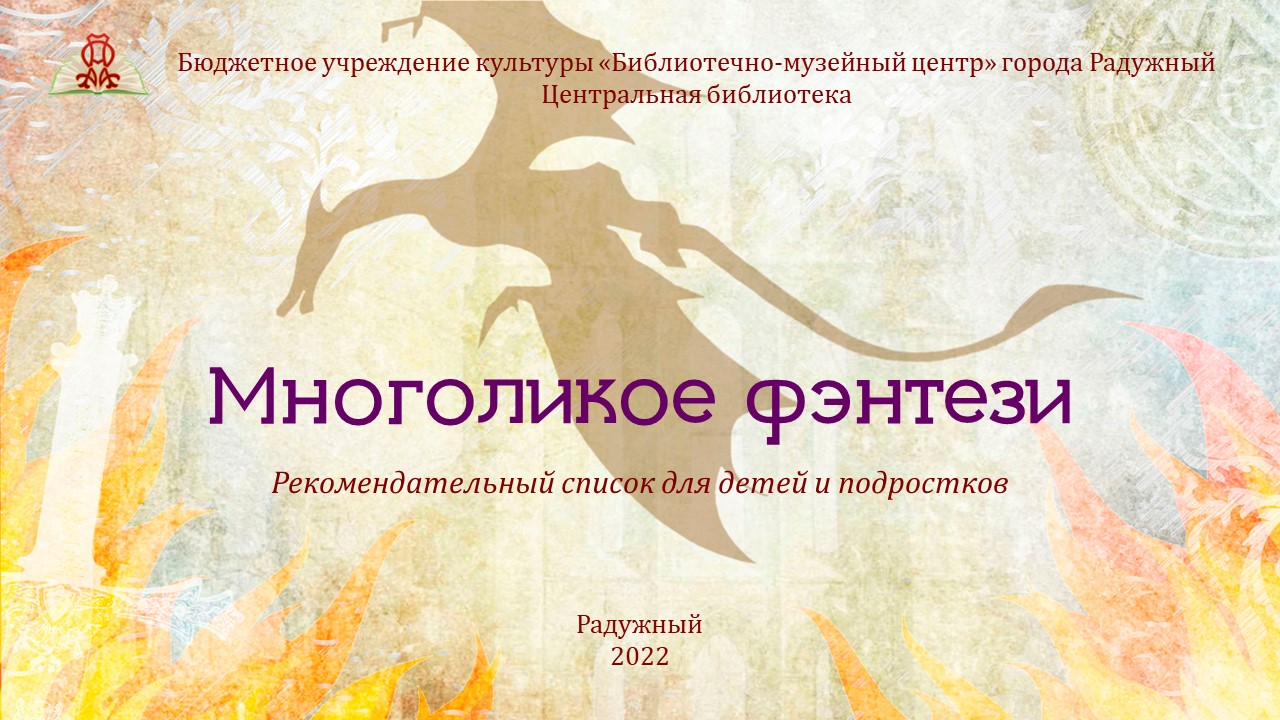 Бюджетное учреждение культуры «Библиотечно-музейный центр» города Радужный
Центральная библиотека
Многоликое фэнтези
Рекомендательный список для детей и подростков
Радужный
2022